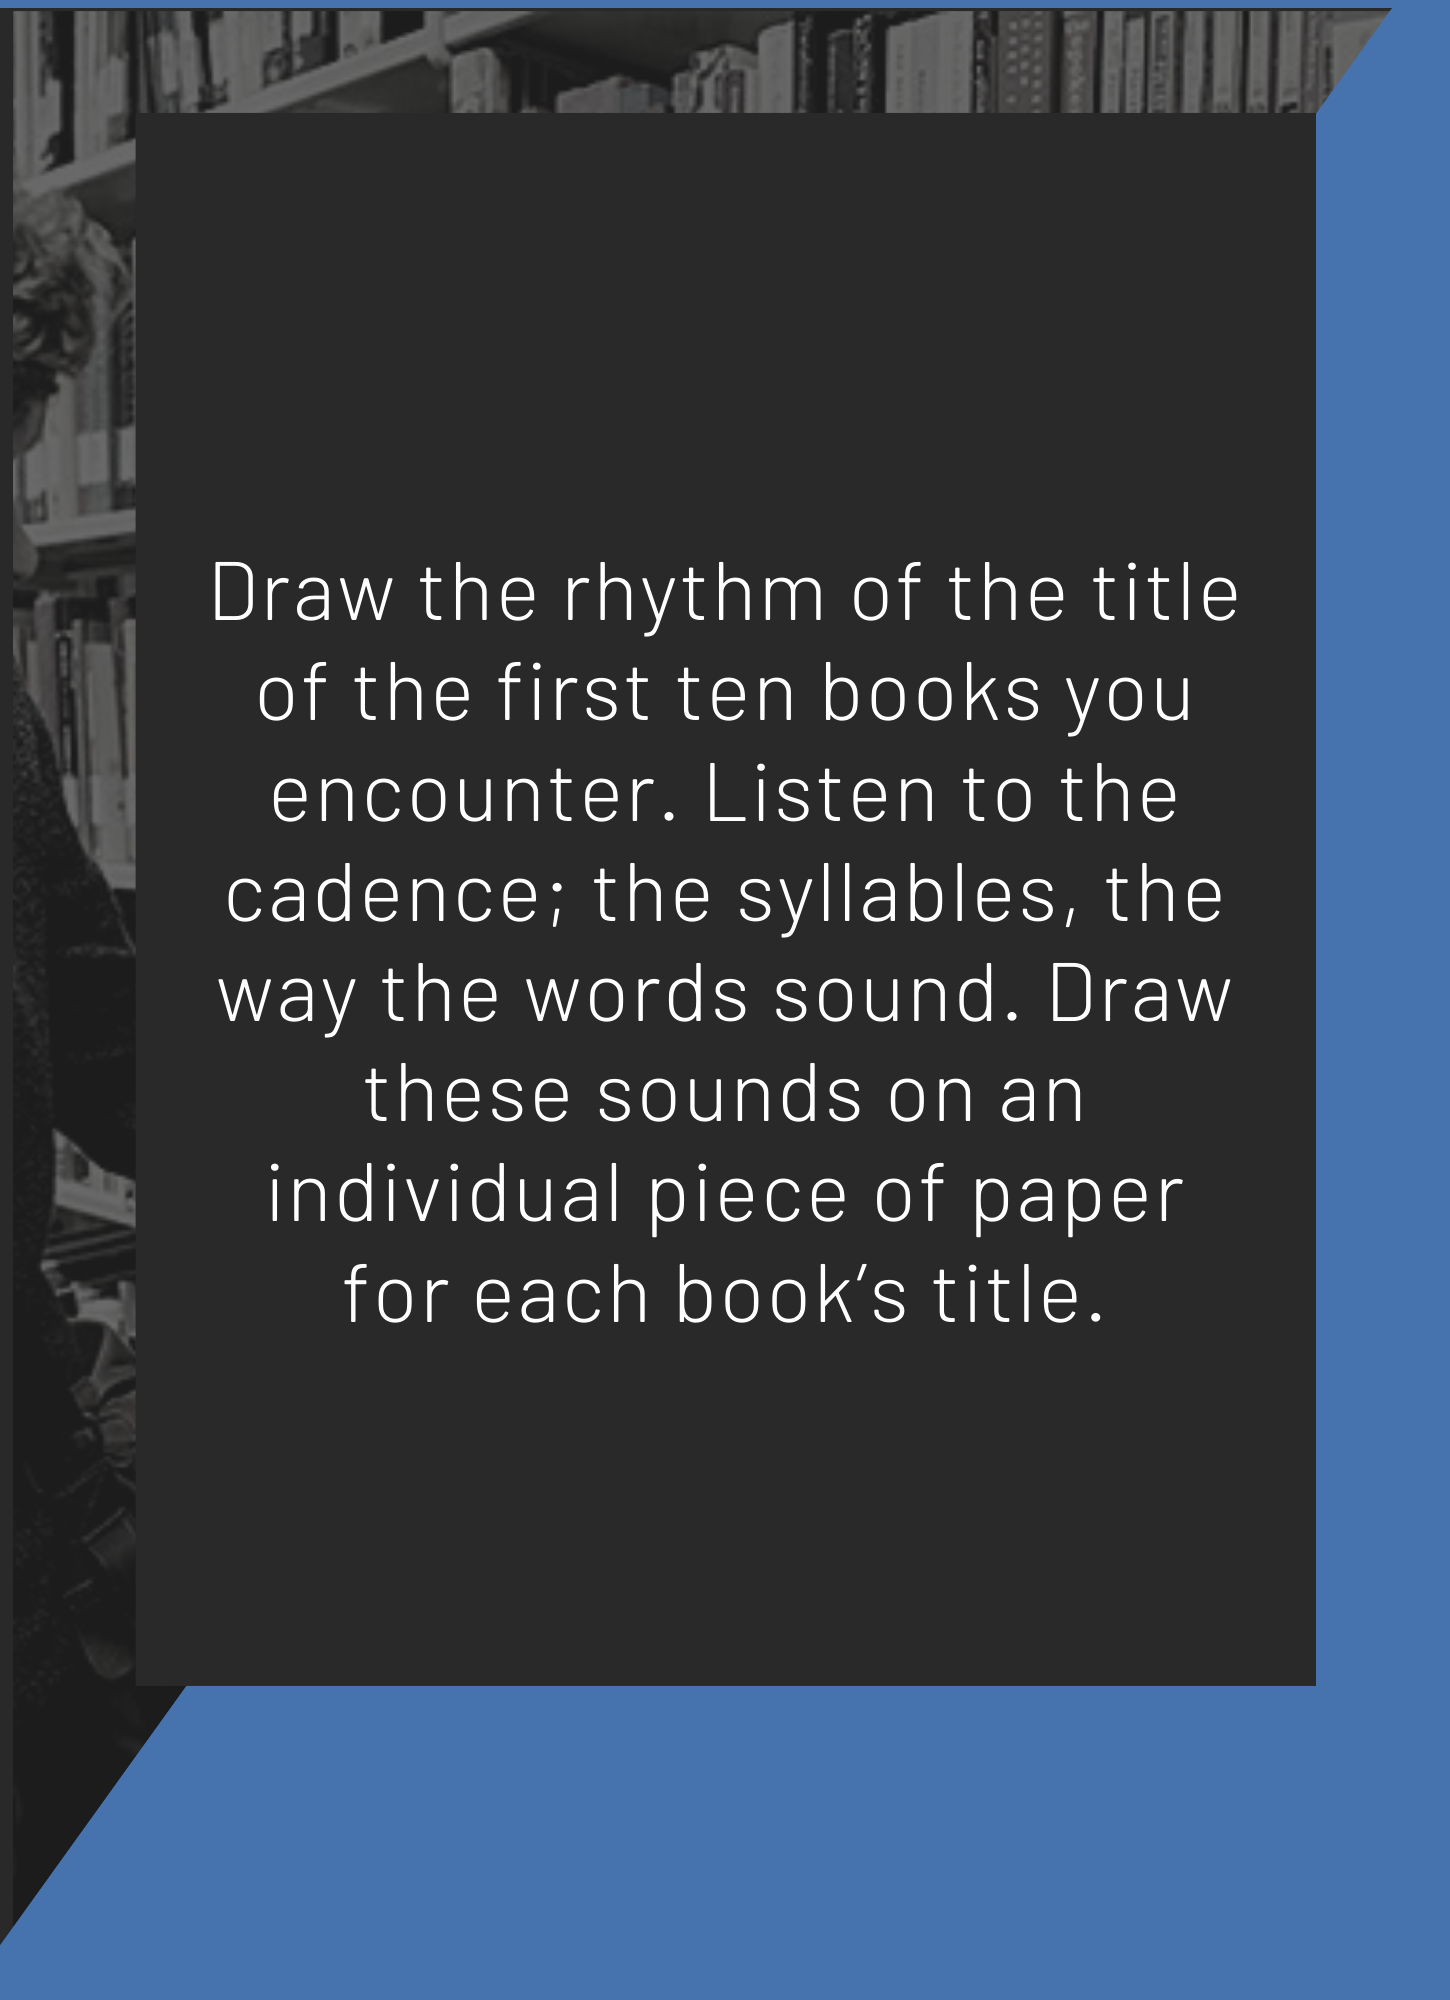 Draw the rhythm of the title
of the first ten books you
encounter. Listen to the
cadence; the syllables, the
way the words sound. Draw
these sounds on an
individual piece of paper
for each book’s title.